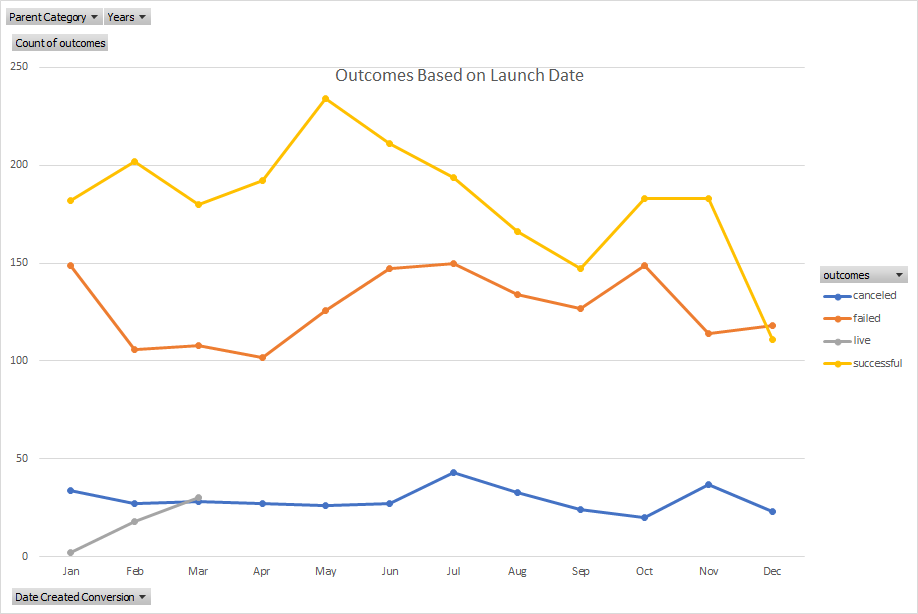 Parent Category Years
Count of outcomes
Outcomes Based on Launch Date
250
200
150
100
50
0
Jan Feb Mar Apr May Jun Jul Aug Sep Oct Nov Dec
outcomes
canceled
failed
live
successful
Date Created Conversion